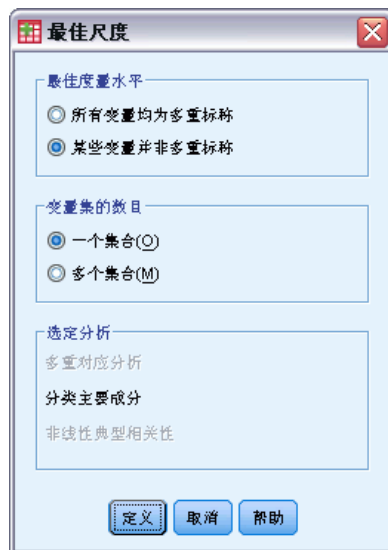 最佳尺度
最佳度量水平
所有变量均为多重标称
某些变量并非多重标称
变量集的数目
一个集合(O)
多个集合(M)
选定分析
多重对应分析
分类主要成分
非线性典型相关性
定义 取消 帮助